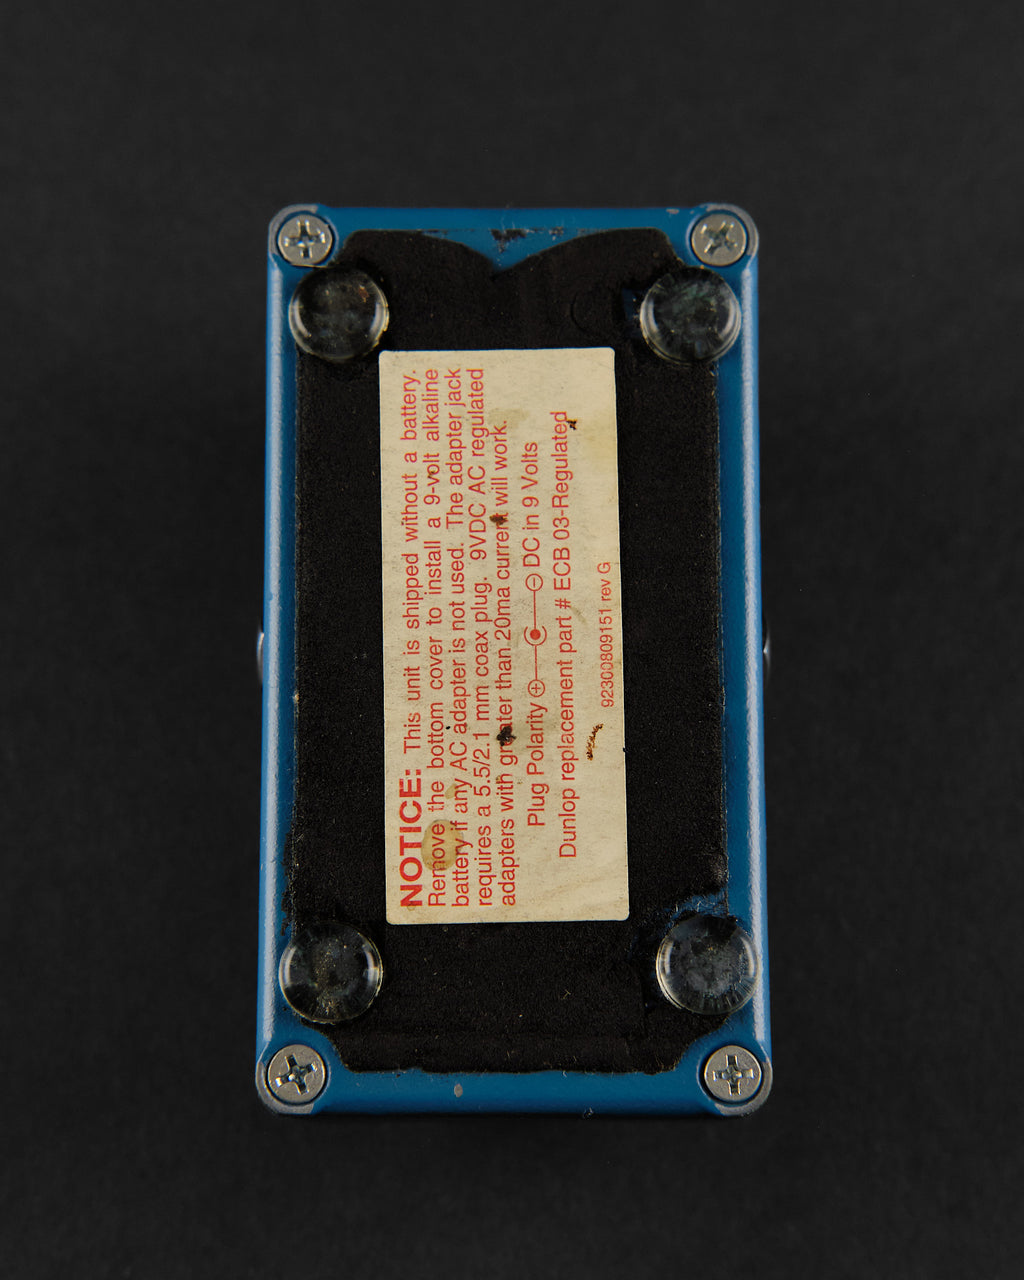 NOTICE: This unit is shipped without a battery.
Remove the bottom cover to install a 9-volt alkaline
battery if any AC adapter is not used. The adapter jack
requires a 5.5/2.1 mm coax plug. 9VDC AC regulated
adapters with greater than 20ma current will work.
Plug Polarity ⊕ ⊖ DC in 9 Volts
Dunlop replacement part # ECB 03-Regulated
92300809151 rev G